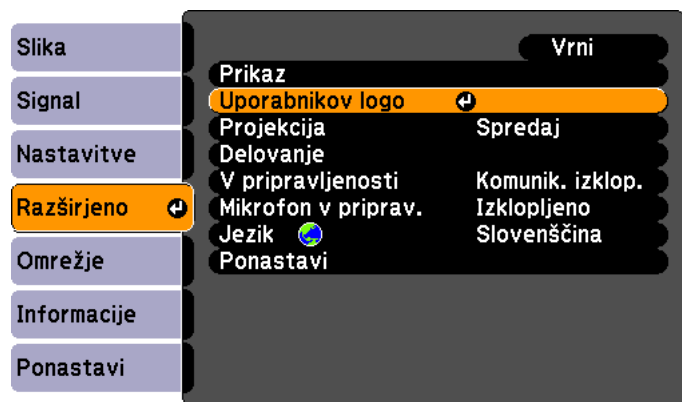 Slika
Signal
Nastavitve
Razširjeno
Omrežje
Informacije
Ponastavi
Vrni
Prikaz
Uporabnikov logo
Projekcija Spredaj
Delovanje
V pripravljenosti Komunik. izklop.
Mikrofon v priprav. Izklopljeno
Jezik Slovenščina
Ponastavi